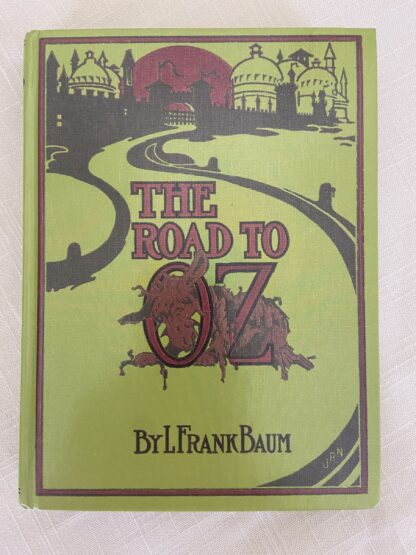 THE
ROAD TO
OZ
BY L. FRANK BAUM
JRN